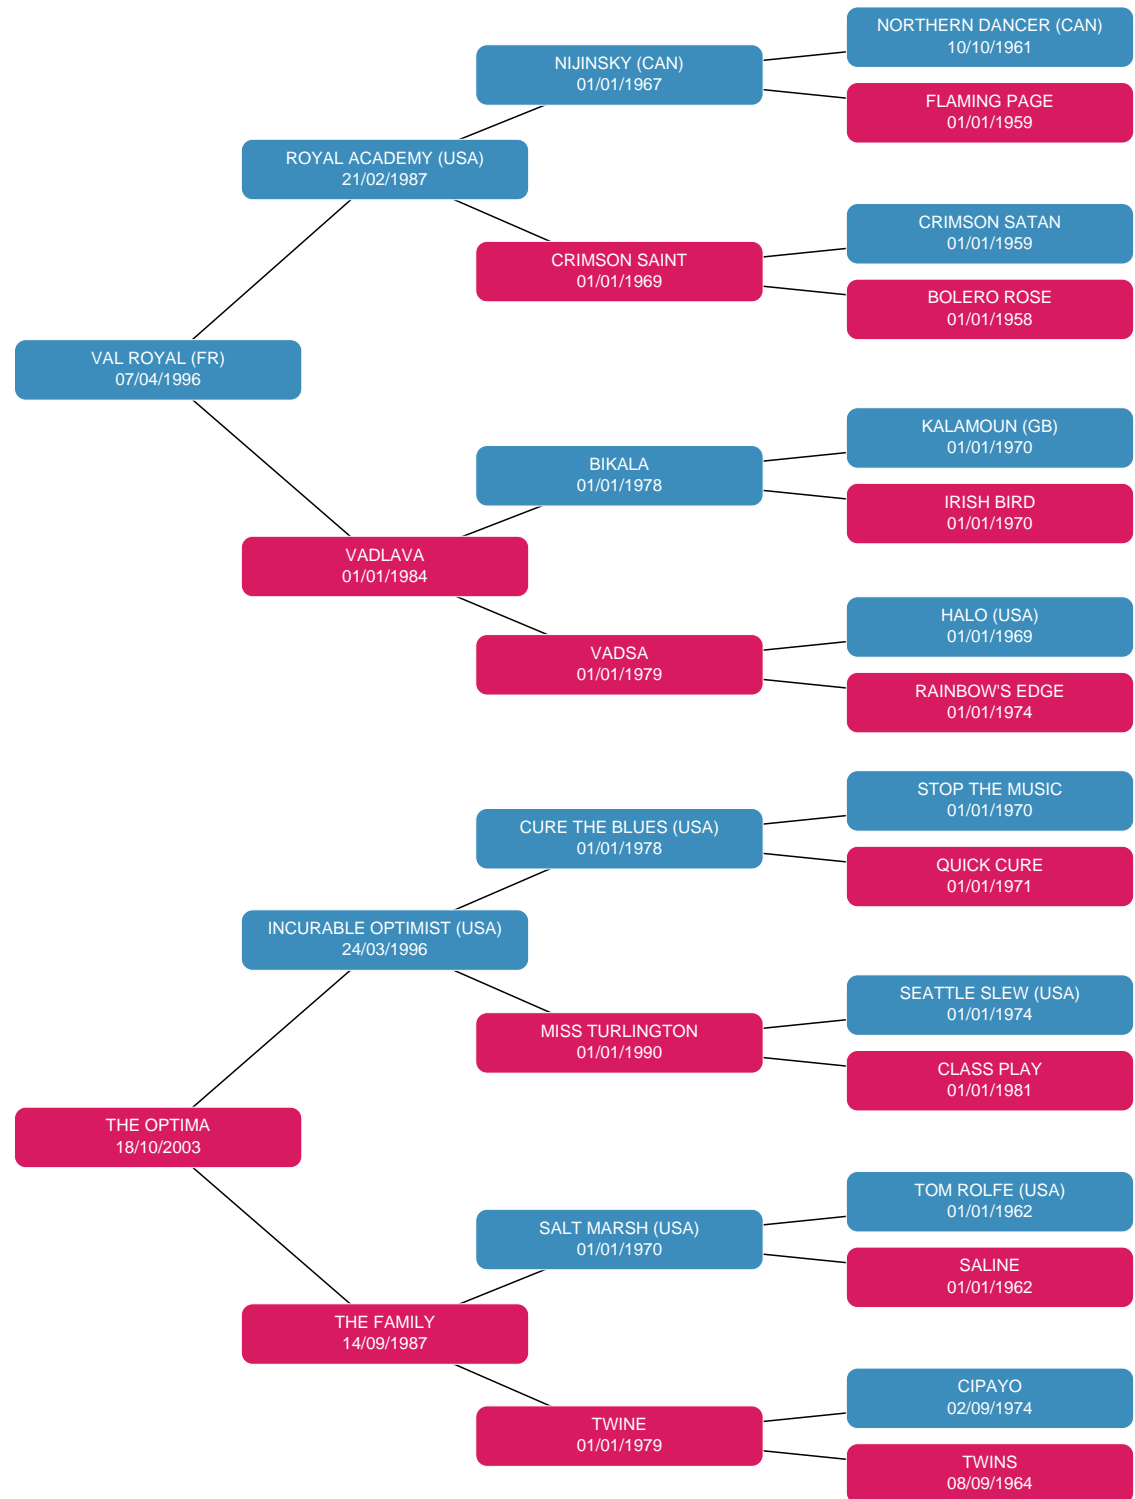 NORTHERN DANCER (CAN)
10/10/1961
NIJINSKY (CAN)
01/01/1967
FLAMING PAGE
01/01/1959
ROYAL ACADEMY (USA)
21/02/1987
CRIMSON SATAN
01/01/1959
CRIMSON SAINT
01/01/1969
BOLERO ROSE
01/01/1958
VAL ROYAL (FR)
07/04/1996
KALAMOUN (GB)
01/01/1970
BIKALA
01/01/1978
IRISH BIRD
01/01/1970
VADLAVA
01/01/1984
HALO (USA)
01/01/1969
VADSA
01/01/1979
RAINBOW'S EDGE
01/01/1974
STOP THE MUSIC
01/01/1970
CURE THE BLUES (USA)
01/01/1978
QUICK CURE
01/01/1971
INCURABLE OPTIMIST (USA)
24/03/1996
SEATTLE SLEW (USA)
01/01/1974
MISS TURLINGTON
01/01/1990
CLASS PLAY
01/01/1981
THE OPTIMA
18/10/2003
TOM ROLFE (USA)
01/01/1962
SALT MARSH (USA)
01/01/1970
SALINE
01/01/1962
THE FAMILY
14/09/1987
CIPAYO
02/09/1974
TWINE
01/01/1979
TWINS
08/09/1964